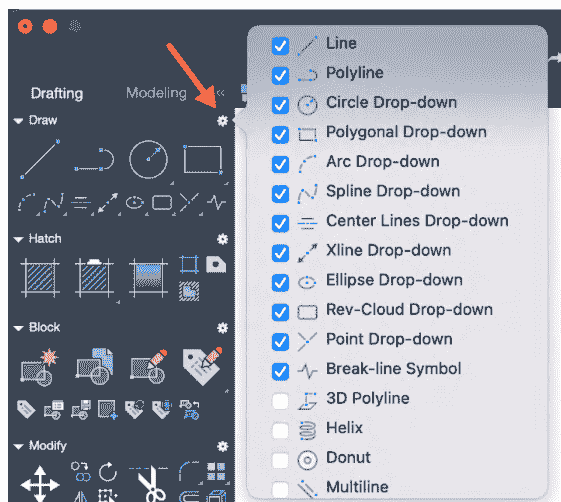 Drafting
Modeling
Draw
Hatch
Block
Modify
Line
Polyline
Circle Drop-down
Polygonal Drop-down
Arc Drop-down
Spline Drop-down
Center Lines Drop-down
Xline Drop-down
Ellipse Drop-down
Rev-Cloud Drop-down
Point Drop-down
Break-line Symbol
3D Polyline
Helix
Donut
Multiline